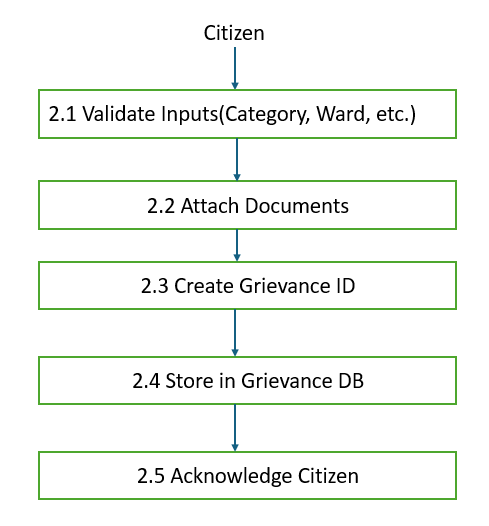 Citizen
2.1 Validate Inputs(Category, Ward, etc.)
2.2 Attach Documents
2.3 Create Grievance ID
2.4 Store in Grievance DB
2.5 Acknowledge Citizen